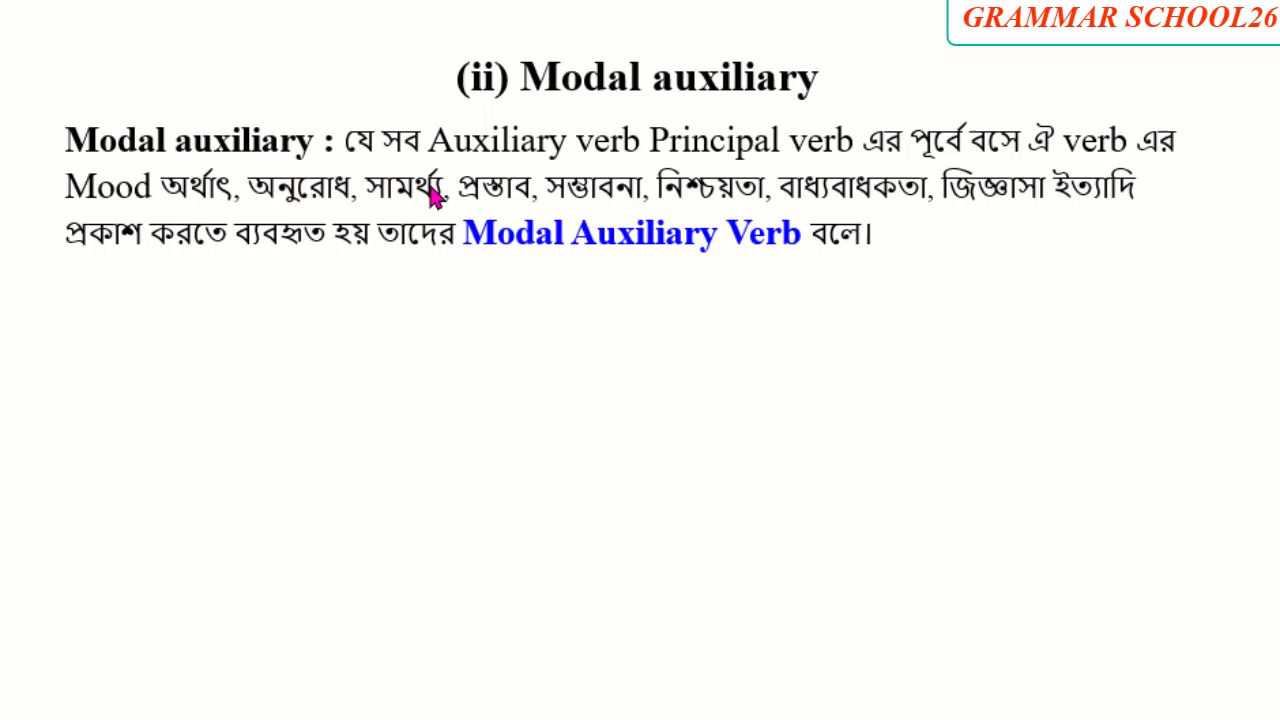 GRAMMAR SCHOOL26
(ii) Modal auxiliary
Modal auxiliary : যে সব Auxiliary verb Principal verb এর পূর্বে বসে ঐ verb এর
Mood অর্থাৎ, অনুরোধ, সামর্থ্য, প্রস্তাব, সম্ভাবনা, নিশ্চয়তা, বাধ্যবাধকতা, জিজ্ঞাসা ইত্যাদি
প্রকাশ করতে ব্যবহৃত হয় তাদের Modal Auxiliary Verb বলে।